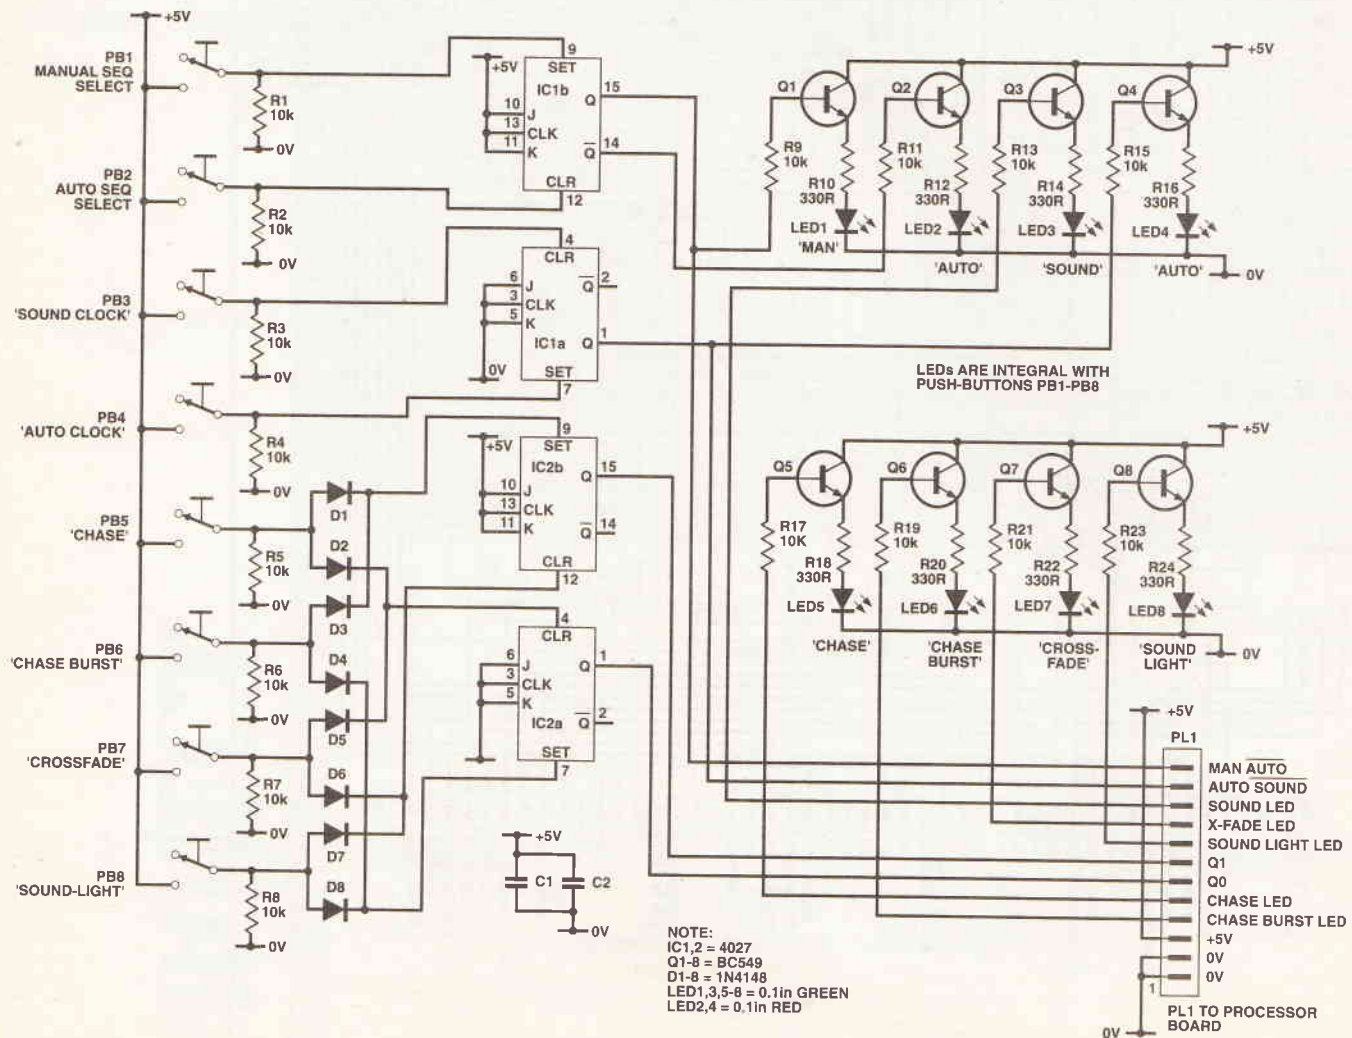 +5V
PB1
MANUAL SEQ
SELECT
R1
10k
0V
PB2
AUTO SEQ
SELECT
R2
10k
0V
PB3
'SOUND CLOCK'
R3
10k
0V
PB4
'AUTO CLOCK'
R4
10k
0V
PB5
'CHASE'
R5
10k
0V
PB6
'CHASE BURST'
R6
10k
0V
PB7
'CROSSFADE'
R7
10k
0V
PB8
'SOUND-LIGHT'
R8
10k
0V
D1
D2
D3
D4
D5
D6
D7
D8
+5V
9
SET
IC1b
15
Q
10
J
13
CLK
11
K
14
Q
CLR
12
4
CLR
6
J
3
CLK
5
K
2
Q
IC1a
Q
1
0V
SET
7
+5V
9
SET
IC2b
15
Q
10
J
13
CLK
11
K
14
Q
CLR
12
4
CLR
6
J
3
CLK
5
K
Q
1
IC2a
Q
2
SET
7
+5V
C1
C2
0V
+5V
Q1
Q2
Q3
Q4
R9
10k
R10
330R
R11
10k
R12
330R
R13
10k
R14
330R
R15
10k
R16
330R
LED1
LED2
LED3
LED4
'MAN'
'AUTO'
'SOUND'
'AUTO'
0V
LEDs ARE INTEGRAL WITH
PUSH-BUTTONS PB1-PB8
+5V
Q5
Q6
Q7
Q8
R17
10K
R18
330R
R19
10k
R20
330R
R21
10k
R22
330R
R23
10k
R24
330R
LED5
LED6
LED7
LED8
'CHASE'
'CHASE
BURST'
'CROSS-
FADE'
'SOUND
LIGHT'
0V
+5V
PL1
MAN AUTO
AUTO SOUND
SOUND LED
X-FADE LED
SOUND LIGHT LED
Q1
Q0
CHASE LED
CHASE BURST LED
+5V
0V
0V
1
PL1 TO PROCESSOR
BOARD
0V
NOTE:
IC1,2 = 4027
Q1-8 = BC549
D1-8 = 1N4148
LED1,3,5-8 = 0.1in GREEN
LED2,4 = 0,1in RED